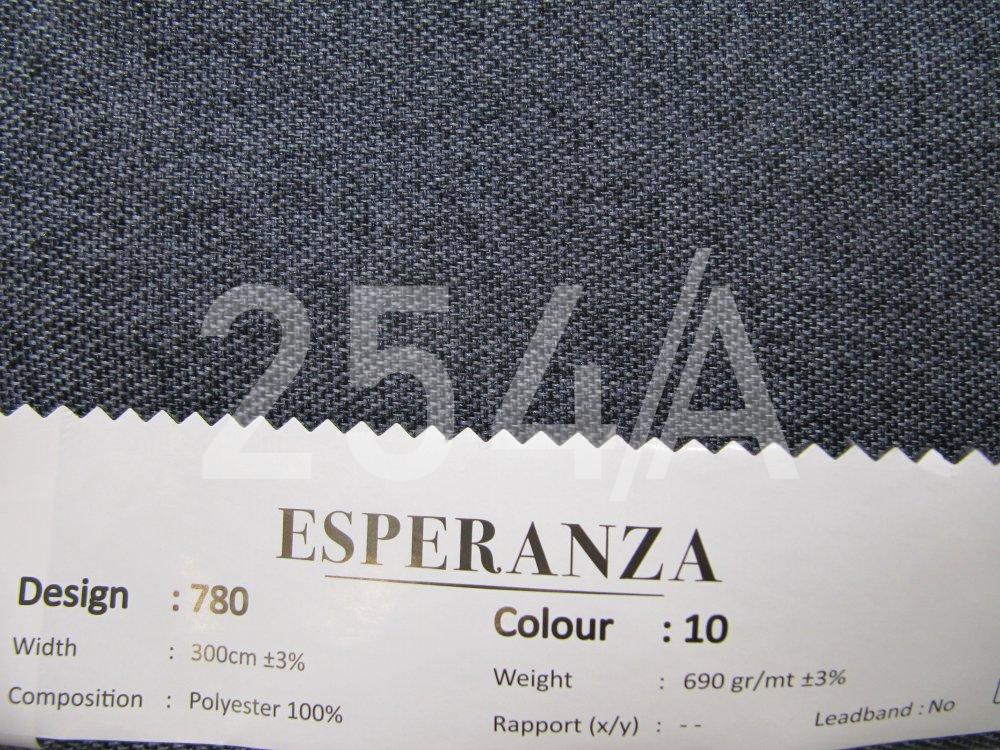 254/A
ESPERANZA
Design : 780
Colour : 10
Width : 300cm ±3%
Weight : 690 gr/mt ±3%
Composition : Polyester 100%
Rapport (x/y) : - -
Leadband : No